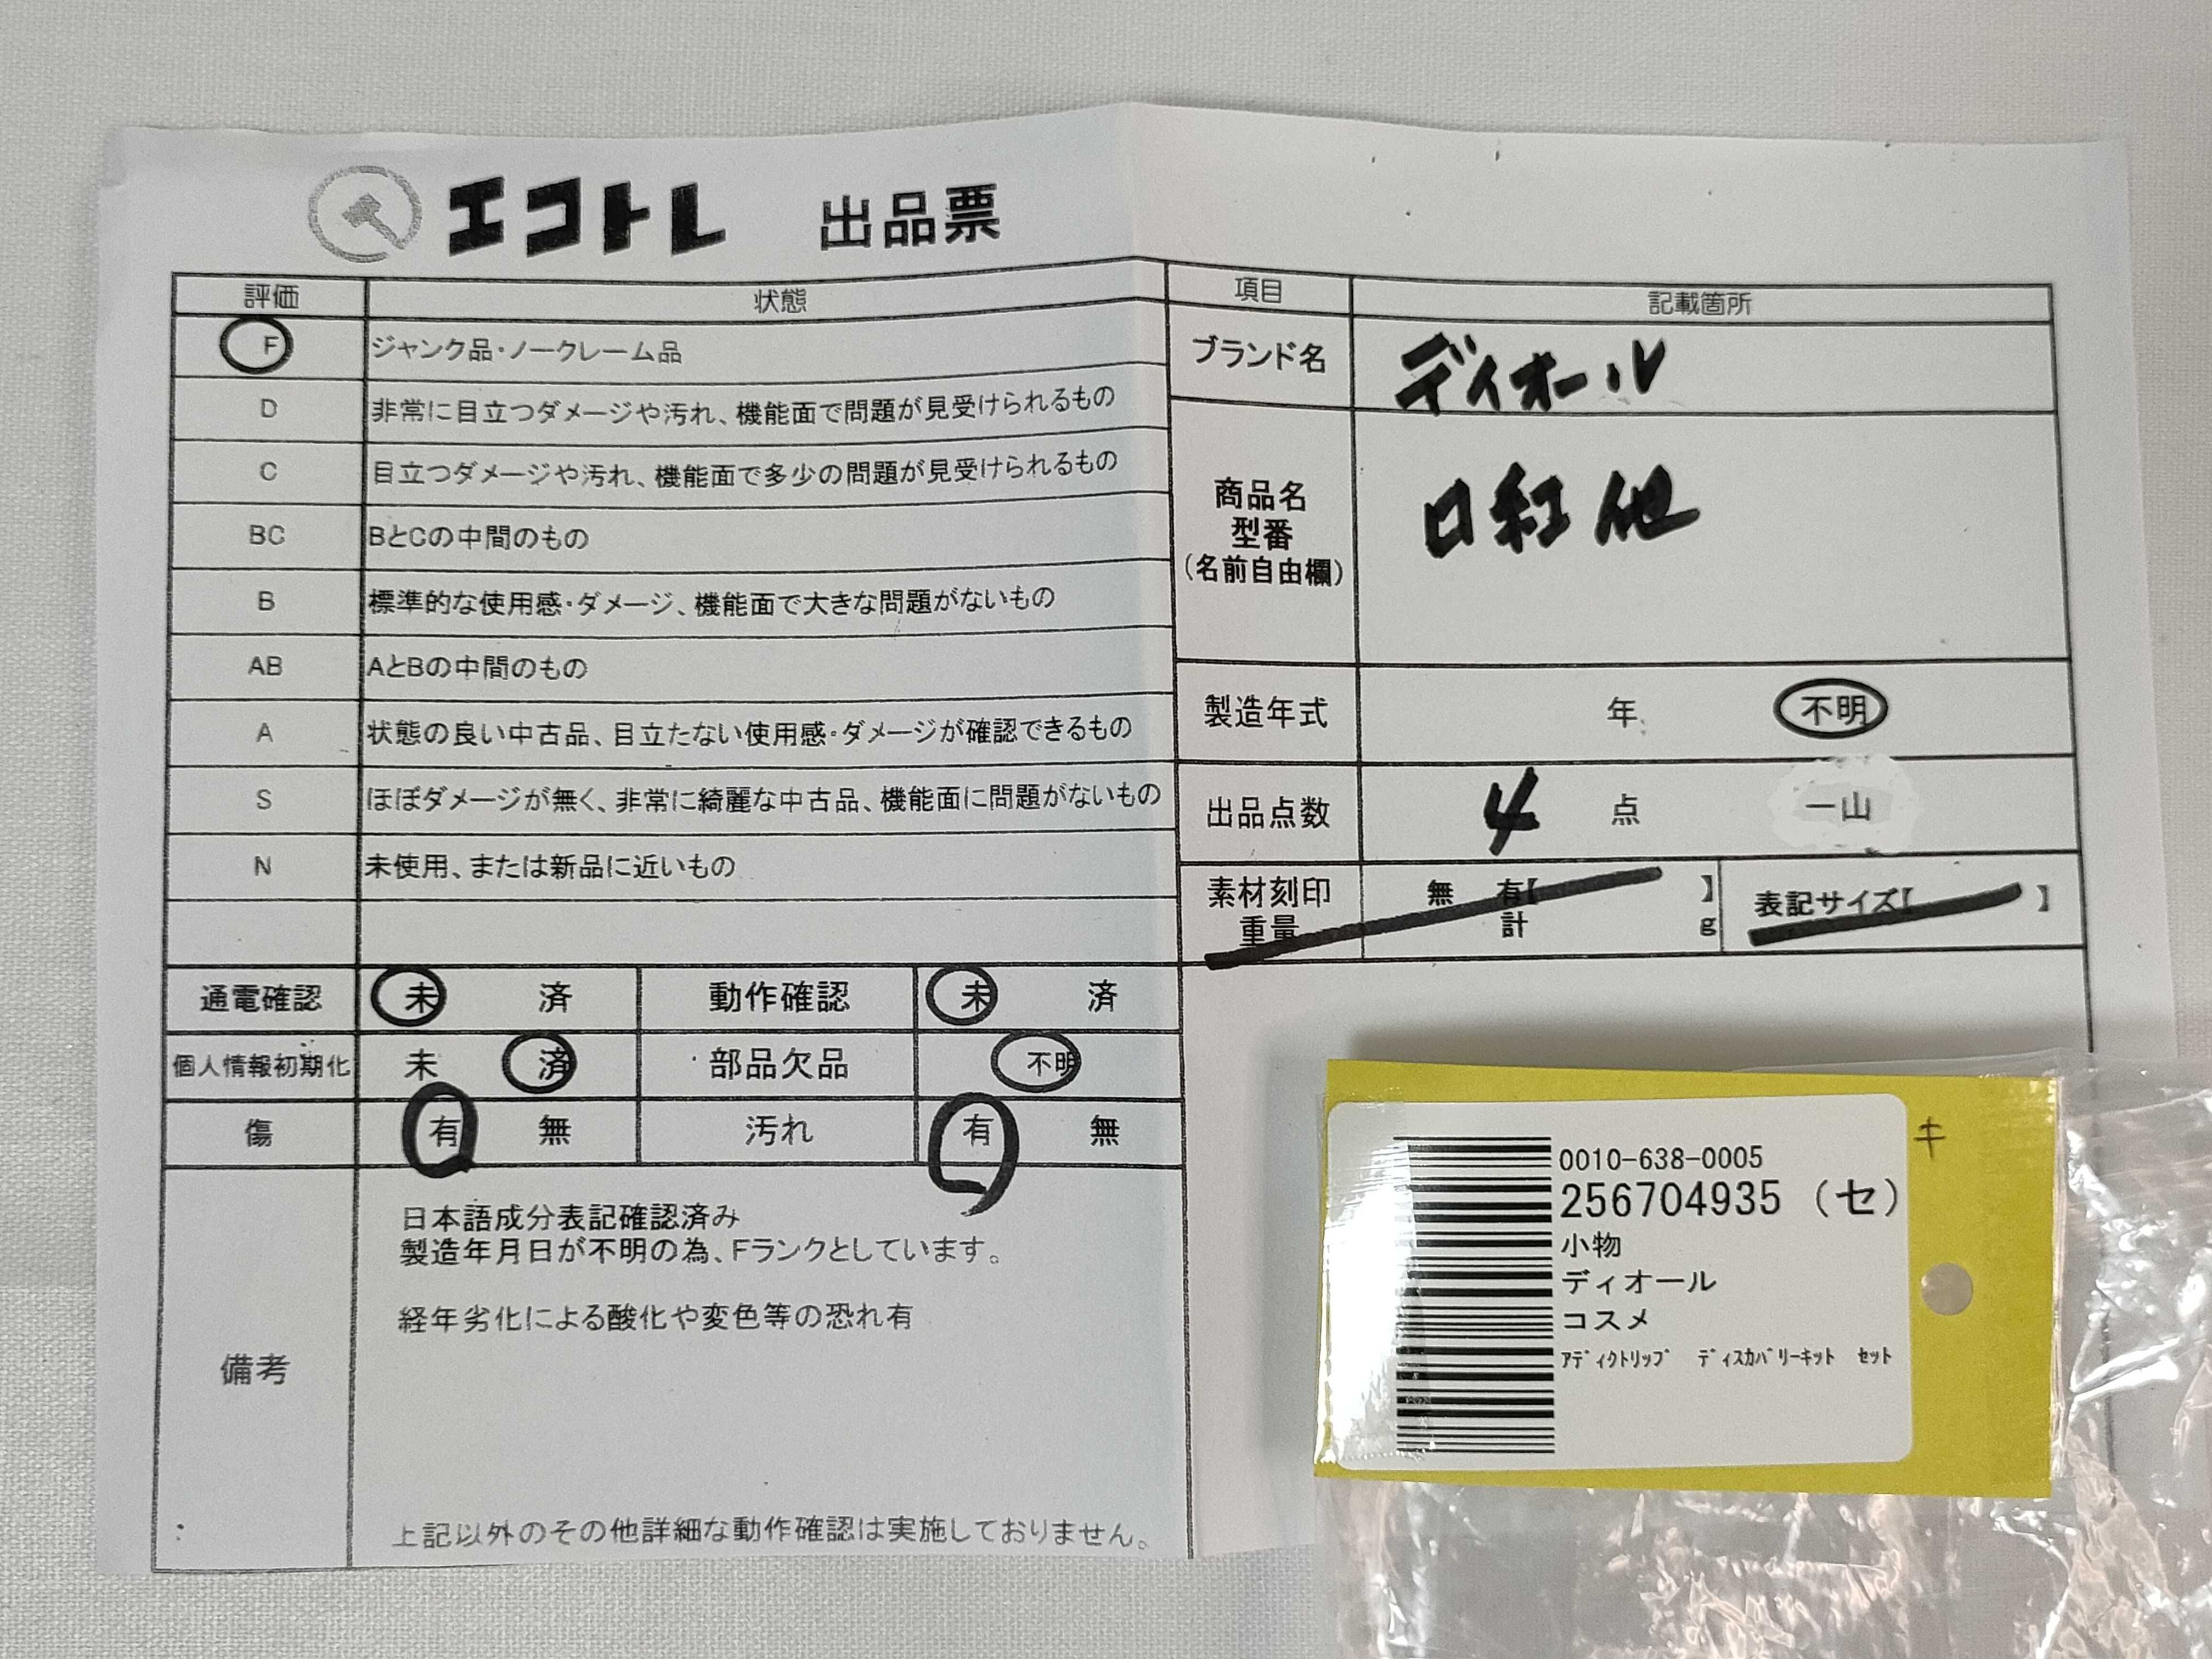 エコトレ 出品票
評価 状態
F ジャンク品・ノークレーム品
D 非常に目立つダメージや汚れ、機能面で問題が見受けられるもの
C 目立つダメージや汚れ、機能面で多少の問題が見受けられるもの
BC BとCの中間のもの
B 標準的な使用感・ダメージ、機能面で大きな問題がないもの
AB AとBの中間のもの
A 状態の良い中古品、目立たない使用感・ダメージが確認できるもの
S ほぼダメージが無く、非常に綺麗な中古品、機能面に問題がないもの
N 未使用、または新品に近いもの
通電確認 未 済 動作確認 未 済
個人情報初期化 未 済 部品欠品 不明
傷 有 無 汚れ 有 無
備考
日本語成分表記確認済み
製造年月日が不明の為、Fランクとしています。
経年劣化による酸化や変色等の恐れ有
上記以外のその他詳細な動作確認は実施しておりません。
項目 記載箇所
ブランド名 ディオール
商品名
型番
(名前自由欄)
口紅 他
製造年式 年 不明
出品点数 4 点 一山
素材刻印 無 有【 】 表記サイズ【 】
重量 計 g
キ
0010-638-0005
256704935 (セ)
小物
ディオール
コスメ
ｱﾃﾞｨｸﾄﾘｯﾌﾟ ﾃﾞｨｽｶﾊﾞﾘｰｷｯﾄ ｾｯﾄ